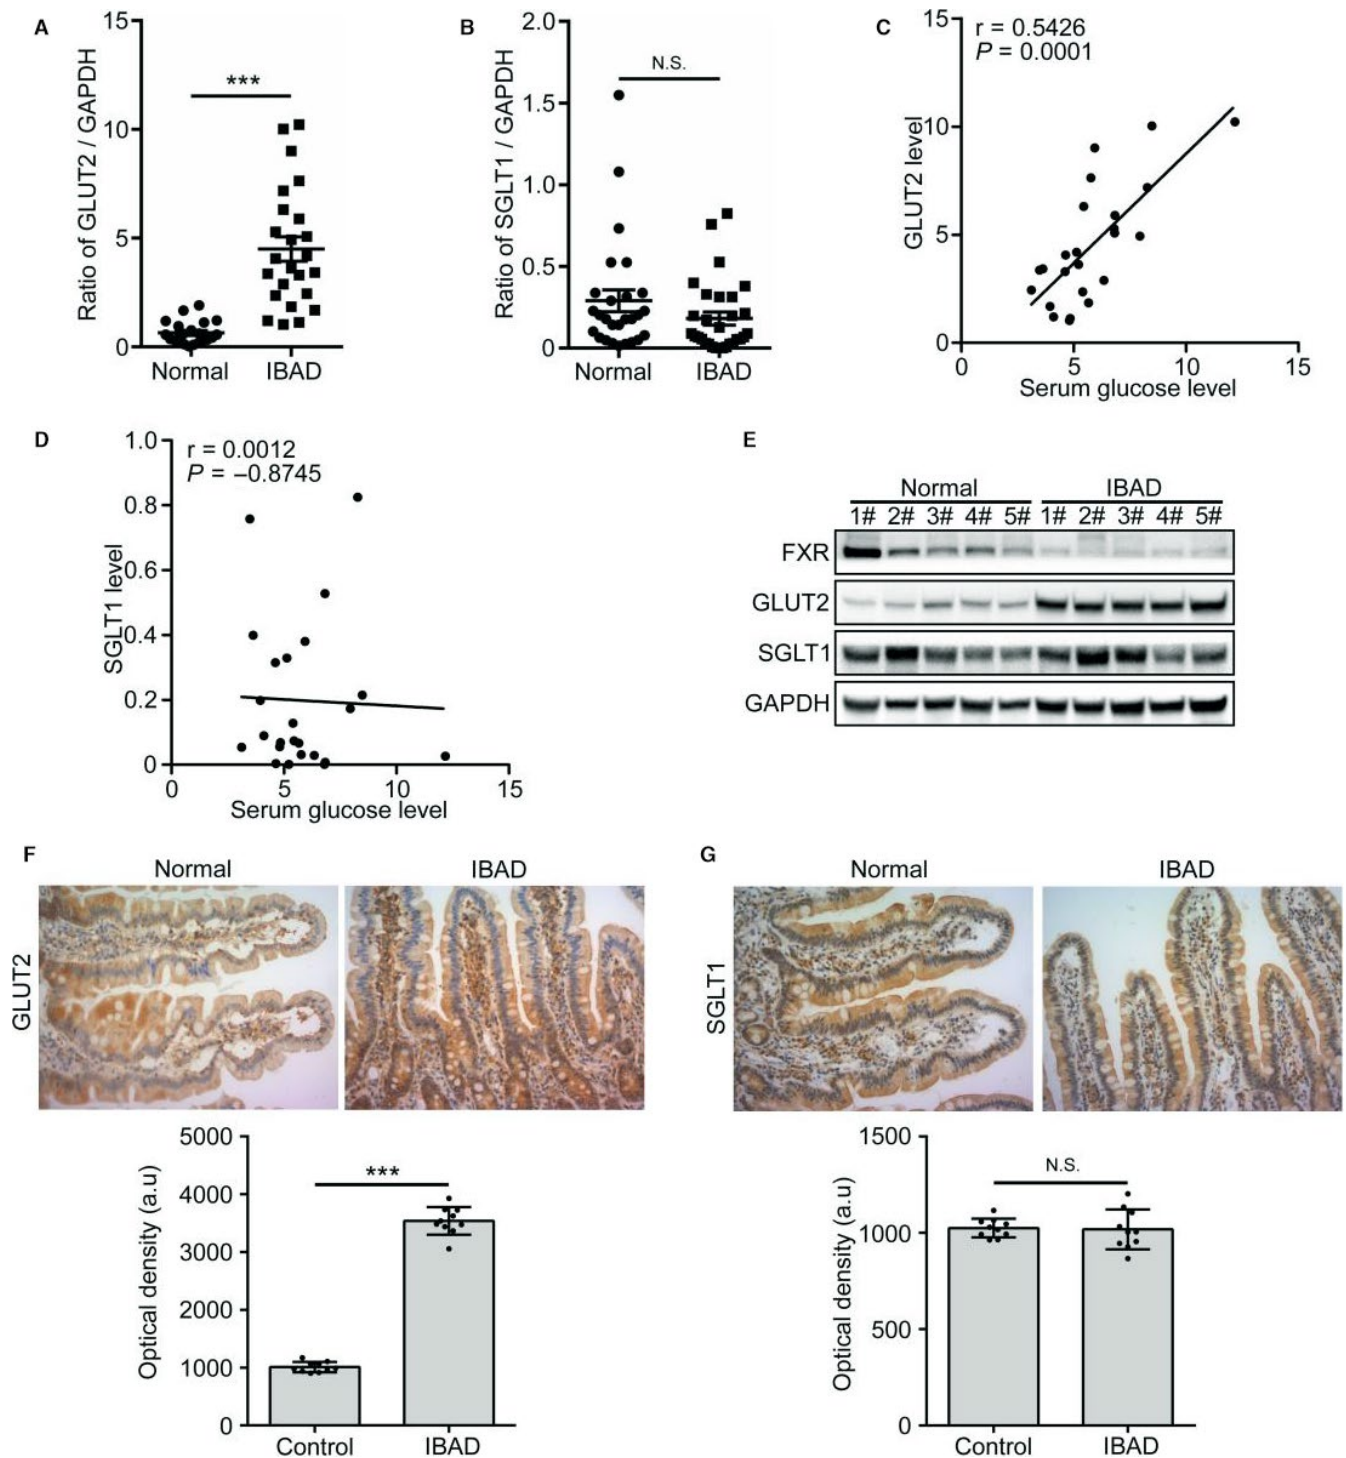 A
15
10
5
0
Ratio of GLUT2 / GAPDH
***
Normal IBAD
B
2.0
1.5
1.0
0.5
0
Ratio of SGLT1 / GAPDH
N.S.
Normal IBAD
C
r = 0.5426
P = 0.0001
15
10
5
0
GLUT2 level
0 5 10 15
Serum glucose level
D
r = 0.0012
P = –0.8745
1.0
0.8
0.6
0.4
0.2
0
SGLT1 level
0 5 10 15
Serum glucose level
E
Normal IBAD
1# 2# 3# 4# 5# 1# 2# 3# 4# 5#
FXR
GLUT2
SGLT1
GAPDH
F
Normal IBAD
GLUT2
5000
4000
3000
2000
1000
0
Optical density (a.u)
***
Control IBAD
G
Normal IBAD
SGLT1
1500
1000
500
0
Optical density (a.u)
N.S.
Control IBAD